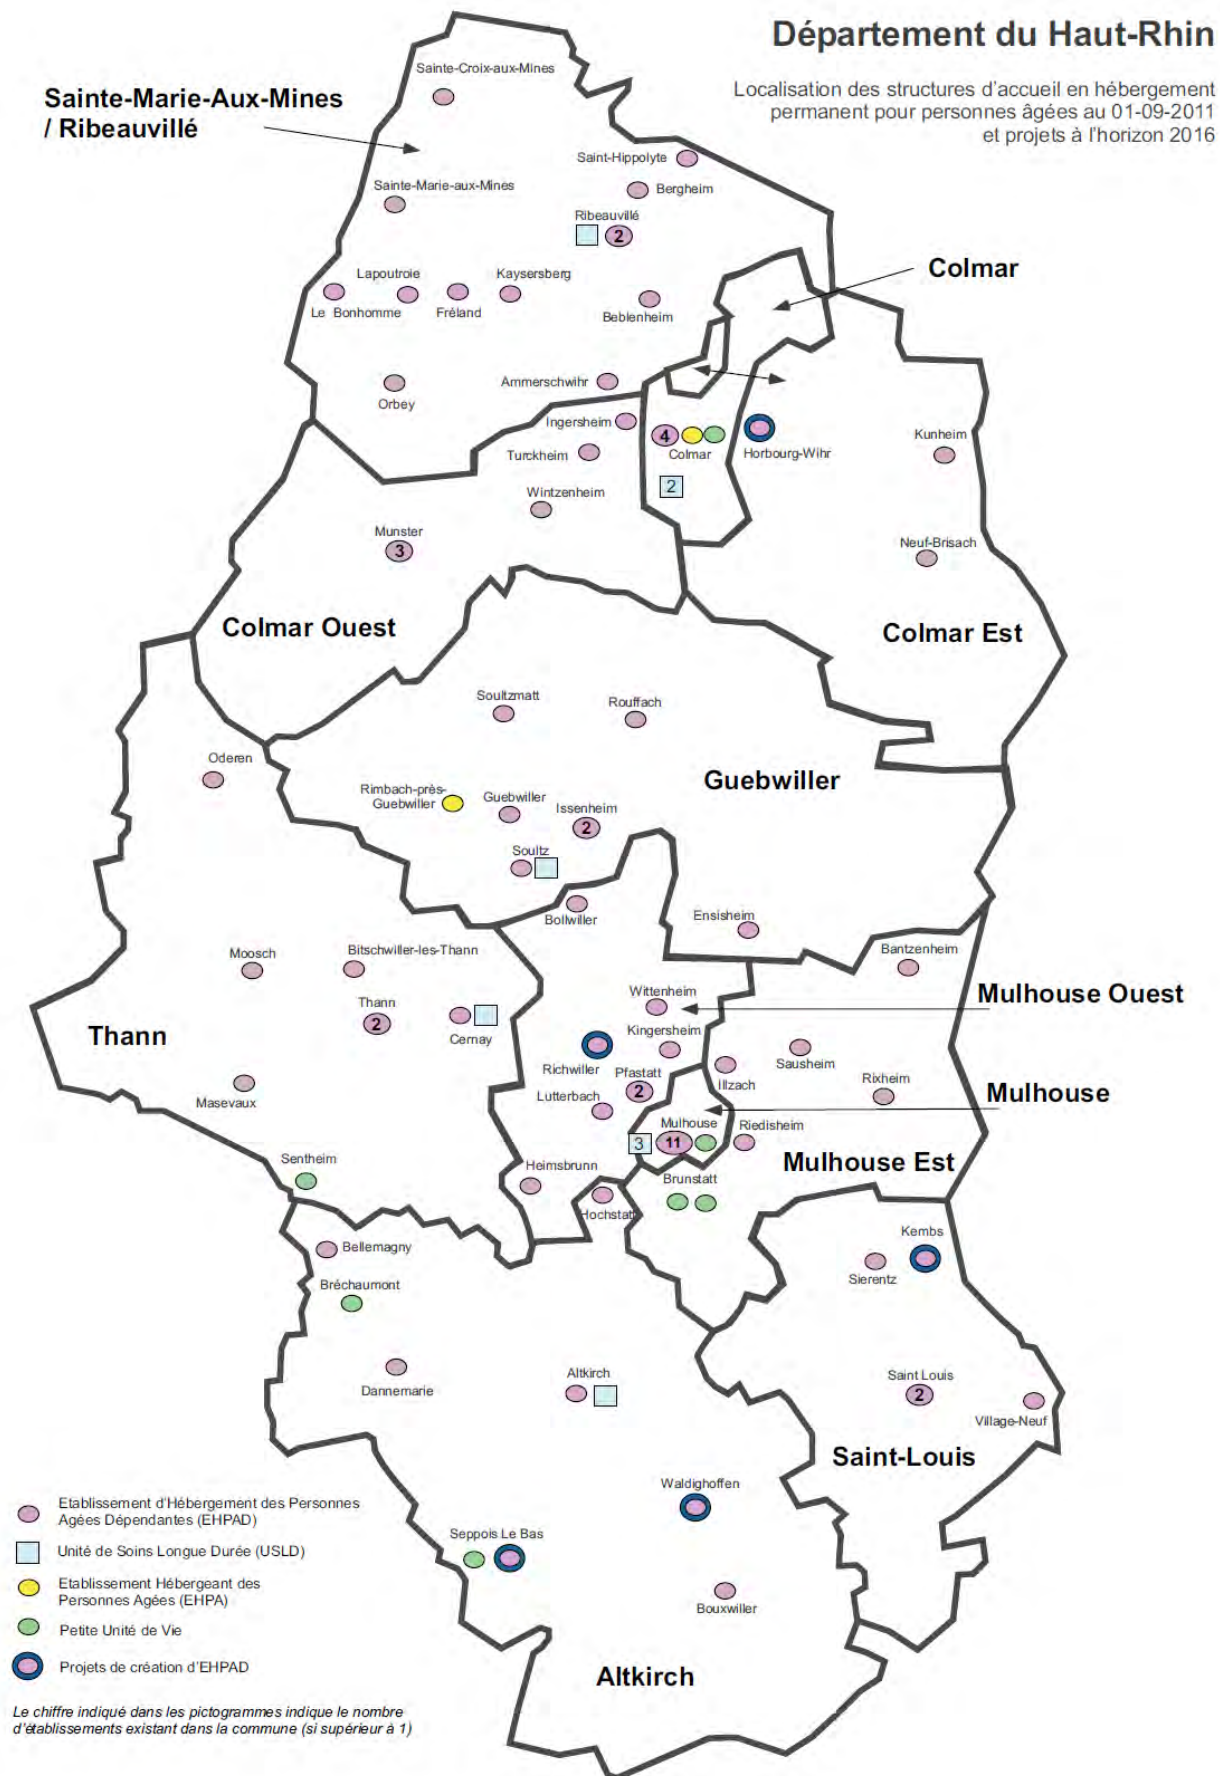 Département du Haut-Rhin
Localisation des structures d'accueil en hébergement
permanent pour personnes âgées au 01-09-2011
et projets à l'horizon 2016
Sainte-Croix-aux-Mines
Sainte-Marie-Aux-Mines
/ Ribeauvillé
Saint-Hippolyte
Sainte-Marie-aux-Mines
Bergheim
Ribeauvillé
2
Colmar
Lapoutroie
Kaysersberg
Le Bonhomme
Fréland
Beblenheim
Ammerschwihr
Orbey
Ingersheim
4
Colmar
Horbourg-Wihr
Kunheim
Turckheim
2
Wintzenheim
Munster
3
Neuf-Brisach
Colmar Ouest
Colmar Est
Soultzmatt
Rouffach
Oderen
Guebwiller
Rimbach-près-
Guebwiller
Guebwiller
Issenheim
2
Soultz
Bollwiller
Ensisheim
Bantzenheim
Moosch
Bitschwiller-les-Thann
Wittenheim
Mulhouse Ouest
Thann
2
Cernay
Thann
Kingersheim
Richwiller
Pfastatt
2
Illzach
Sausheim
Rixheim
Masevaux
Lutterbach
Mulhouse
Mulhouse
3
11
Riedisheim
Mulhouse Est
Sentheim
Heimsbrunn
Brunstatt
Hochstatt
Bellemagny
Kembs
Sierentz
Bréchaumont
Dannemarie
Altkirch
Saint Louis
2
Village-Neuf
Saint-Louis
Waldighoffen
Seppois Le Bas
Bouxwiller
Altkirch
Etablissement d'Hébergement des Personnes
Agées Dépendantes (EHPAD)
Unité de Soins Longue Durée (USLD)
Etablissement Hébergeant des
Personnes Agées (EHPA)
Petite Unité de Vie
Projets de création d'EHPAD
Le chiffre indiqué dans les pictogrammes indique le nombre
d'établissements existant dans la commune (si supérieur à 1)